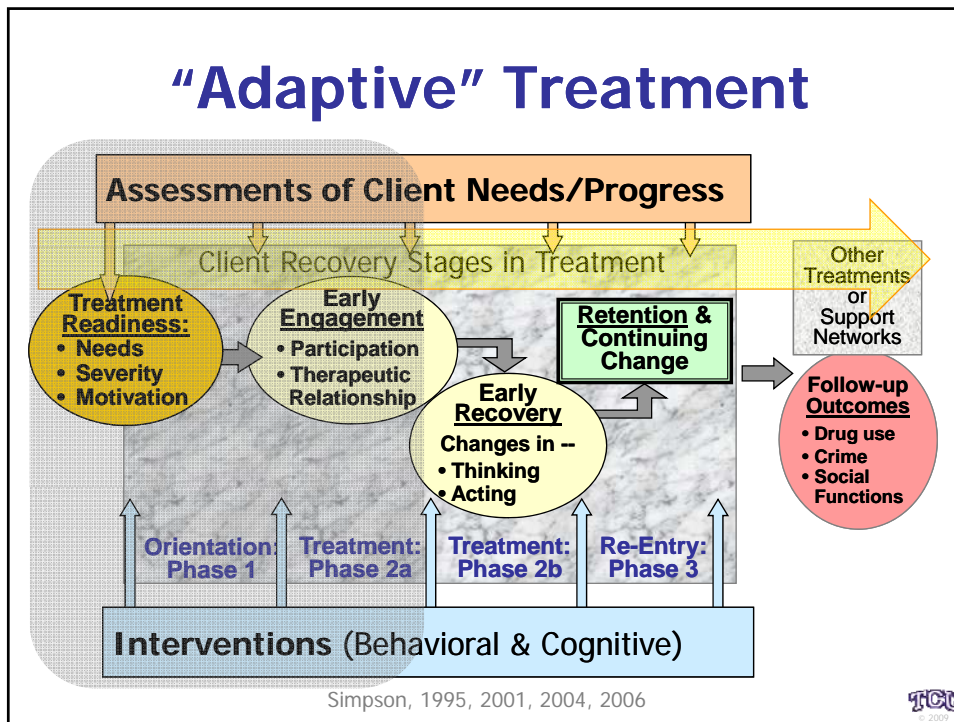 “Adaptive” Treatment
Assessments of Client Needs/Progress
Client Recovery Stages in Treatment
Treatment
Readiness:
• Needs
• Severity
• Motivation
Early
Engagement
• Participation
• Therapeutic
Relationship
Early
Recovery
Changes in --
• Thinking
• Acting
Retention &
Continuing
Change
Other
Treatments
or
Support
Networks
Follow-up
Outcomes
• Drug use
• Crime
• Social
Functions
Orientation:
Phase 1
Treatment:
Phase 2a
Treatment:
Phase 2b
Re-Entry:
Phase 3
Interventions (Behavioral & Cognitive)
Simpson, 1995, 2001, 2004, 2006
TCU
© 2009